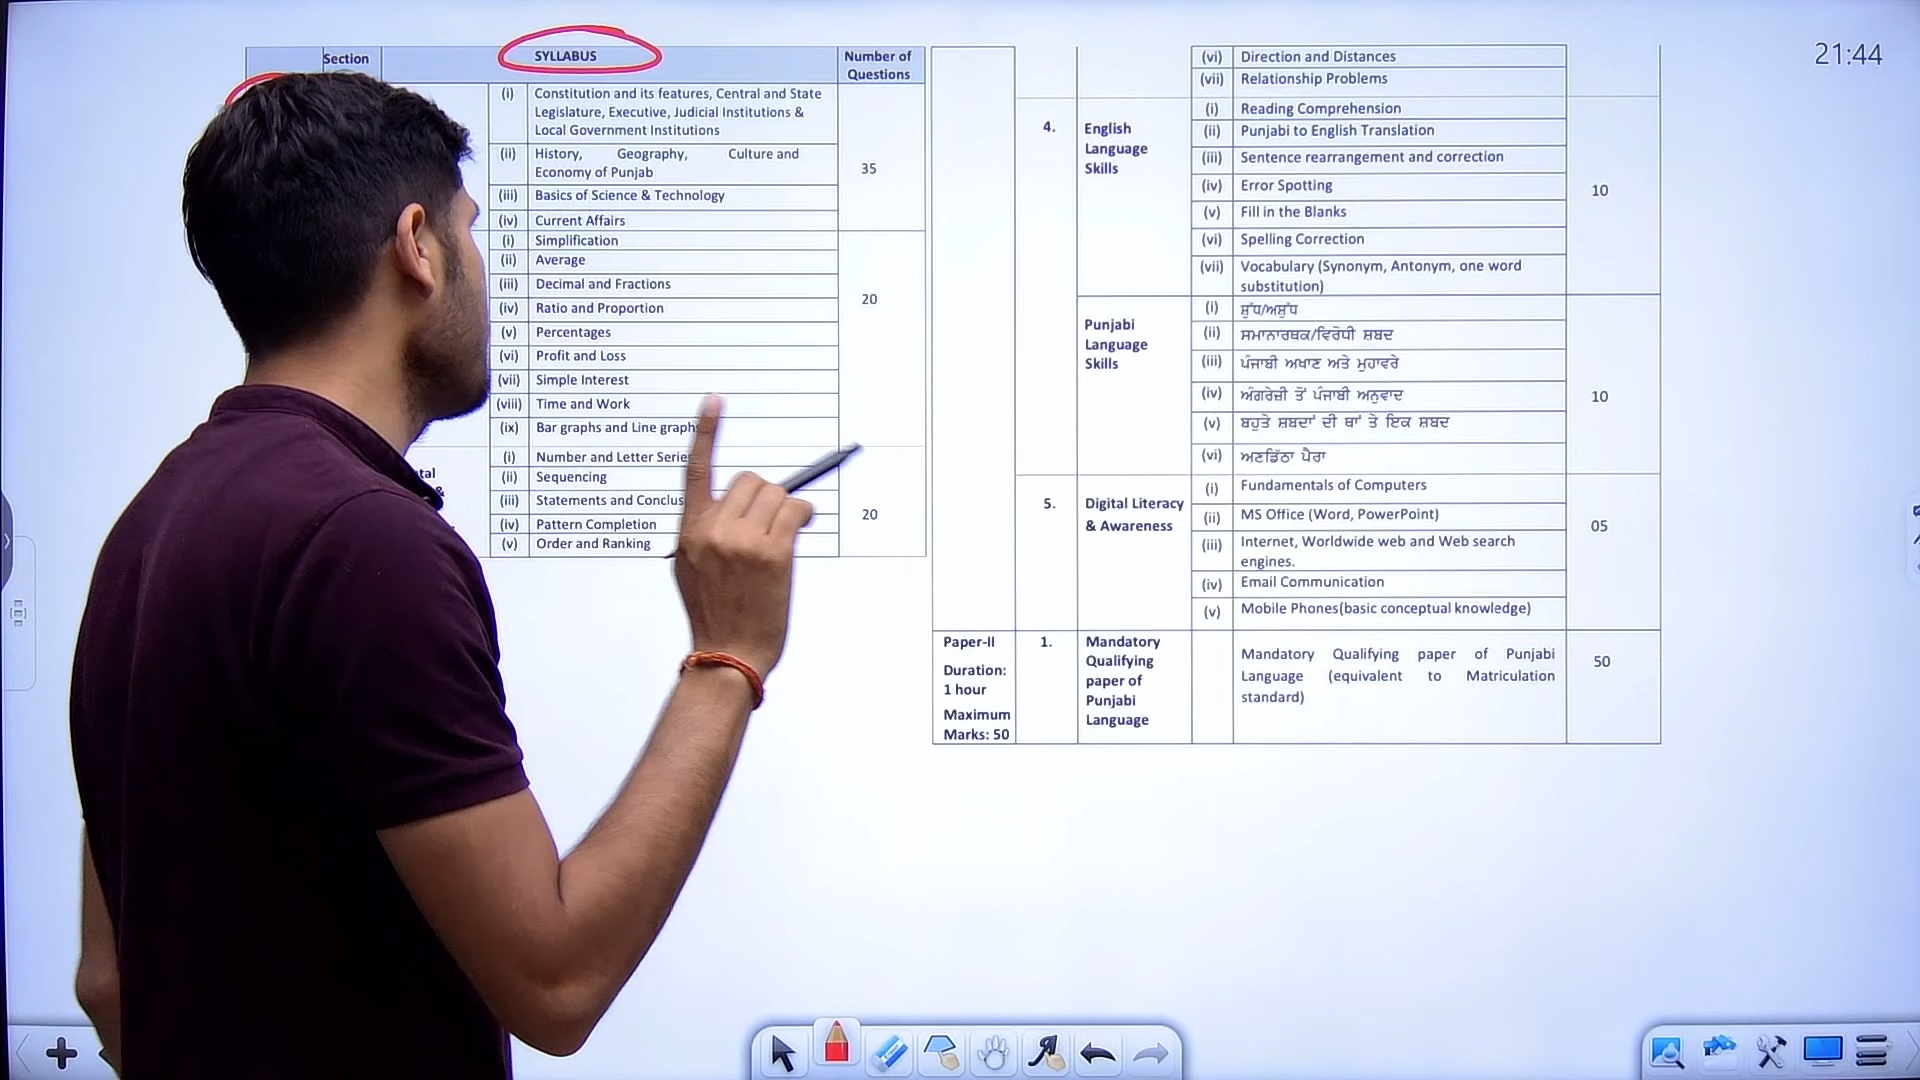 Section
SYLLABUS
Number of
Questions
(i) Constitution and its features, Central and State
Legislature, Executive, Judicial Institutions &
Local Government Institutions
(ii) History, Geography, Culture and
Economy of Punjab
35
(iii) Basics of Science & Technology
(iv) Current Affairs
(i) Simplification
(ii) Average
(iii) Decimal and Fractions
20
(iv) Ratio and Proportion
(v) Percentages
(vi) Profit and Loss
(vii) Simple Interest
(viii) Time and Work
(ix) Bar graphs and Line graphs
(i) Number and Letter Serie
tal
&
(ii) Sequencing
(iii) Statements and Conclus
20
(iv) Pattern Completion
(v) Order and Ranking
(vi) Direction and Distances
(vii) Relationship Problems
4. English
Language
Skills
(i) Reading Comprehension
(ii) Punjabi to English Translation
(iii) Sentence rearrangement and correction
(iv) Error Spotting
(v) Fill in the Blanks
(vi) Spelling Correction
(vii) Vocabulary (Synonym, Antonym, one word
substitution)
10
Punjabi
Language
Skills
(i) ਸ਼ੁੱਧ/ਅਸ਼ੁੱਧ
(ii) ਸਮਾਨਾਰਥਕ/ਵਿਰੋਧੀ ਸ਼ਬਦ
(iii) ਪੰਜਾਬੀ ਅਖਾਣ ਅਤੇ ਮੁਹਾਵਰੇ
(iv) ਅੰਗਰੇਜ਼ੀ ਤੋਂ ਪੰਜਾਬੀ ਅਨੁਵਾਦ
(v) ਬਹੁਤੇ ਸ਼ਬਦਾਂ ਦੀ ਥਾਂ ਤੇ ਇਕ ਸ਼ਬਦ
(vi) ਅਣਡਿੱਠਾ ਪੈਰਾ
10
5. Digital Literacy
& Awareness
(i) Fundamentals of Computers
(ii) MS Office (Word, PowerPoint)
(iii) Internet, Worldwide web and Web search
engines.
(iv) Email Communication
(v) Mobile Phones(basic conceptual knowledge)
05
Paper-II
Duration:
1 hour
Maximum
Marks: 50
1. Mandatory
Qualifying
paper of
Punjabi
Language
Mandatory Qualifying paper of Punjabi
Language (equivalent to Matriculation
standard)
50
21:44